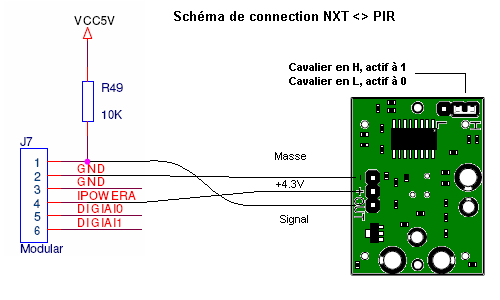 Schéma de connection NXT <> PIR
VCC5V
Cavalier en H, actif à 1
Cavalier en L, actif à 0
R49
10K
J7
1
GND
2
GND
3
IPOWERA
4
DIGIAI0
5
DIGIAI1
6
Modular
Masse
+4.3V
Signal
L
H
- OUT +